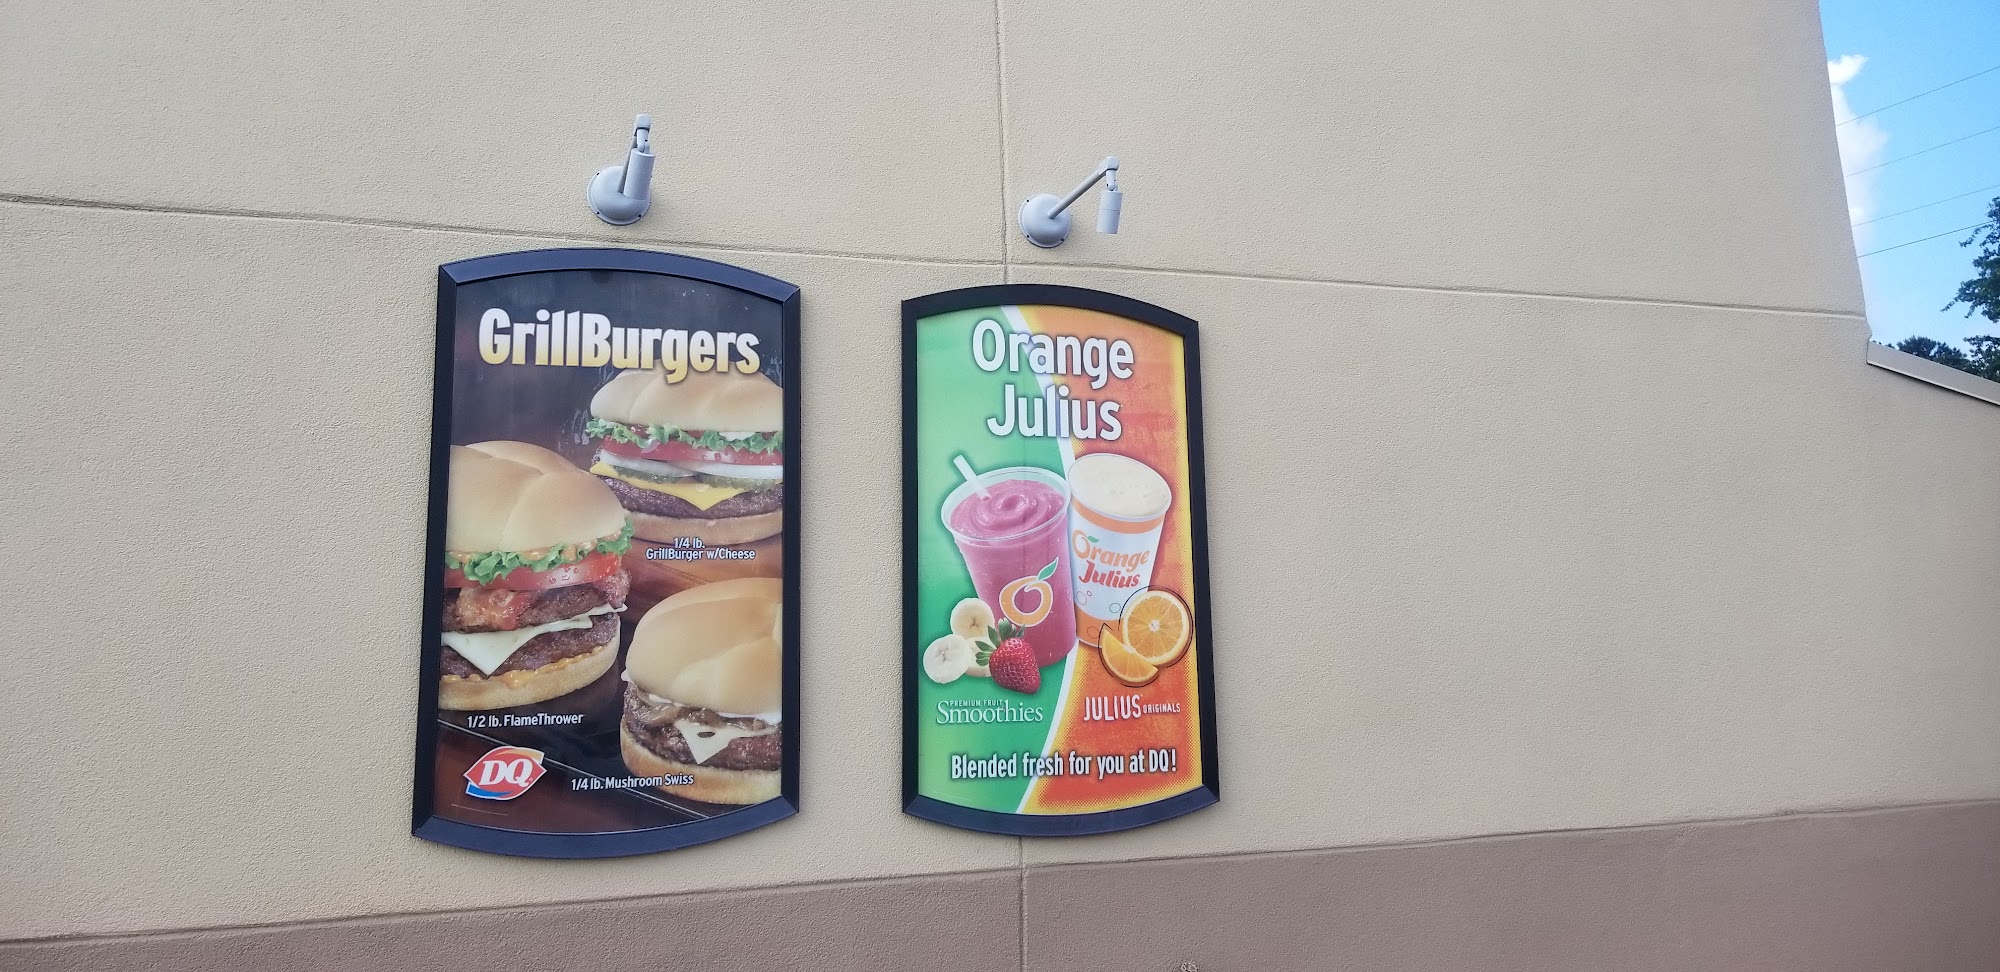 GrillBurgers
1/4 lb.
GrillBurger w/Cheese
1/2 lb. FlameThrower
DQ
1/4 lb. Mushroom Swiss
Orange
Julius
Orange
Julius
PREMIUM FRUIT
Smoothies
JULIUS ORIGINALS
Blended fresh for you at DQ!